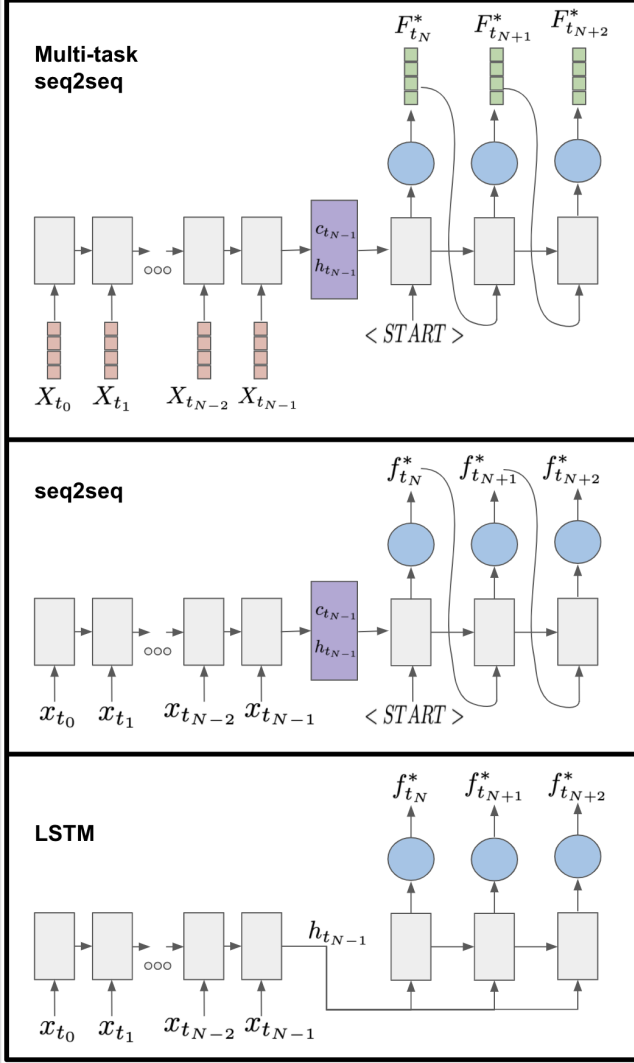 Multi-task
seq2seq
F*_{t_N} F*_{t_{N+1}} F*_{t_{N+2}}
c_{t_{N-1}}
h_{t_{N-1}}
<START>
X_{t_0} X_{t_1} X_{t_{N-2}} X_{t_{N-1}}
seq2seq
f*_{t_N} f*_{t_{N+1}} f*_{t_{N+2}}
c_{t_{N-1}}
h_{t_{N-1}}
x_{t_0} x_{t_1} x_{t_{N-2}} x_{t_{N-1}} <START>
LSTM
f*_{t_N} f*_{t_{N+1}} f*_{t_{N+2}}
h_{t_{N-1}}
x_{t_0} x_{t_1} x_{t_{N-2}} x_{t_{N-1}}